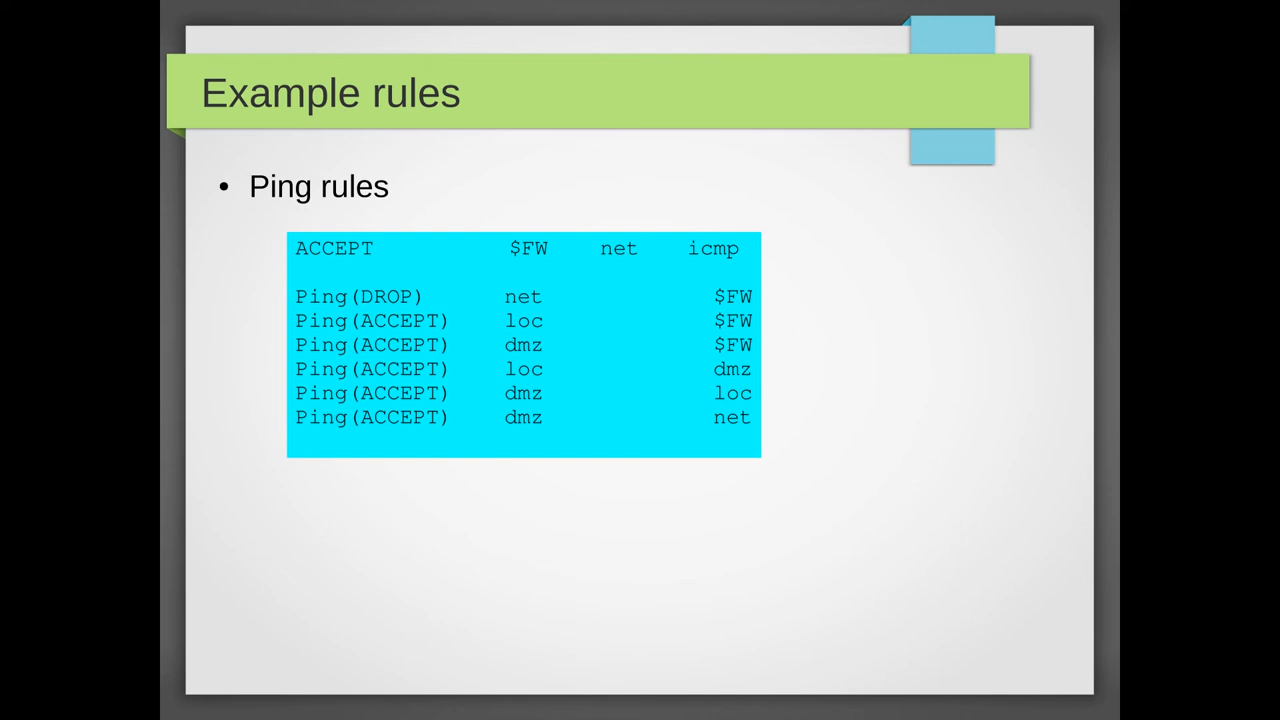 Example rules
• Ping rules
ACCEPT $FW net icmp
Ping(DROP) net $FW
Ping(ACCEPT) loc $FW
Ping(ACCEPT) dmz $FW
Ping(ACCEPT) loc dmz
Ping(ACCEPT) dmz loc
Ping(ACCEPT) dmz net